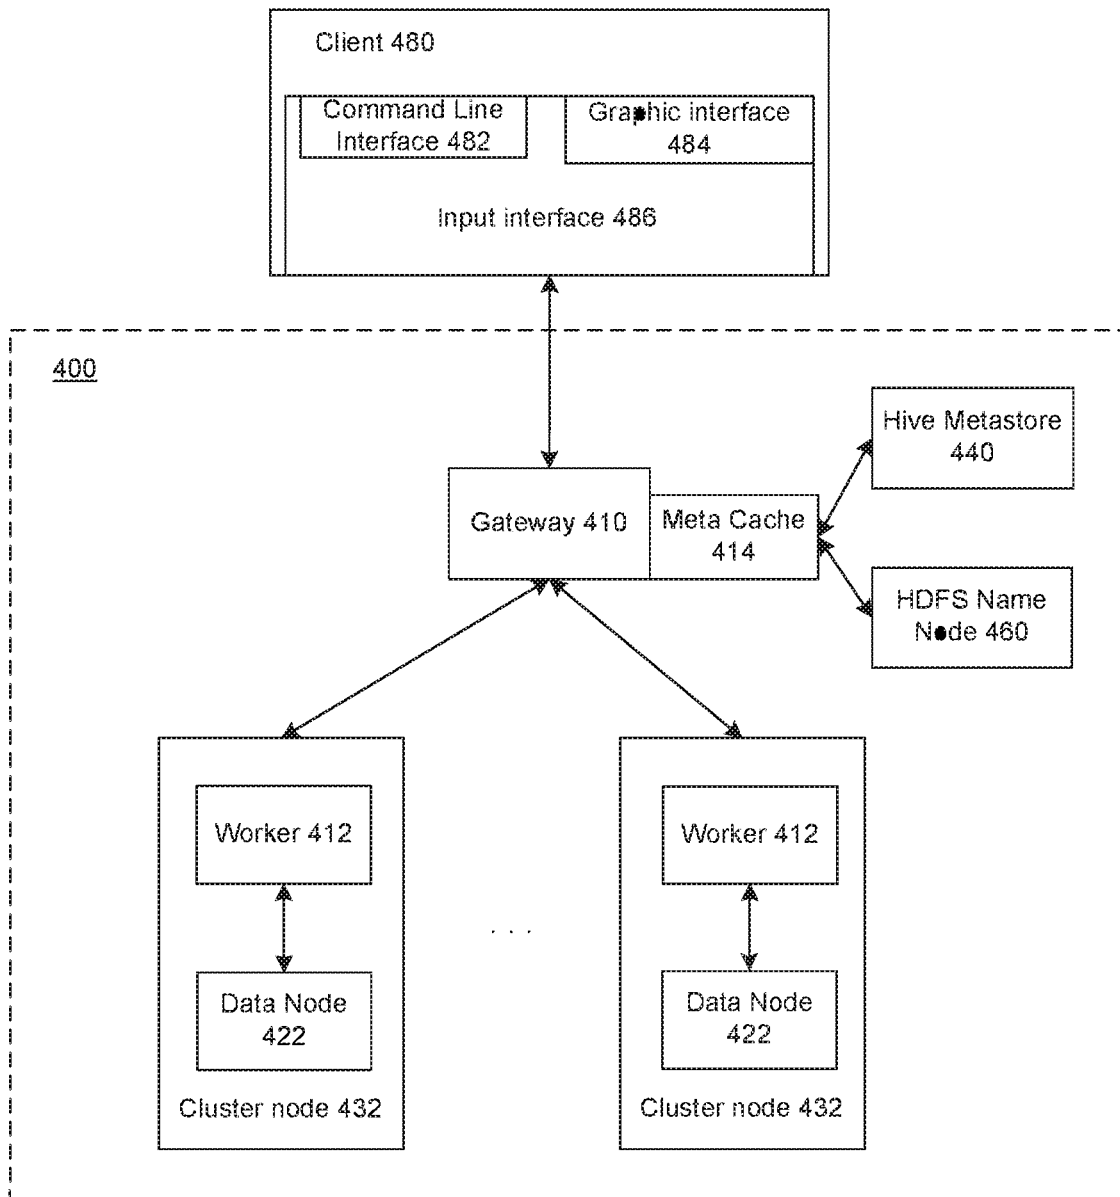 Client 480
Command Line
Interface 482
Graphic interface
484
Input interface 486
400
Hive Metastore
440
Gateway 410
Meta Cache
414
HDFS Name
Node 460
Worker 412
Worker 412
. . .
Data Node
422
Data Node
422
Cluster node 432
Cluster node 432